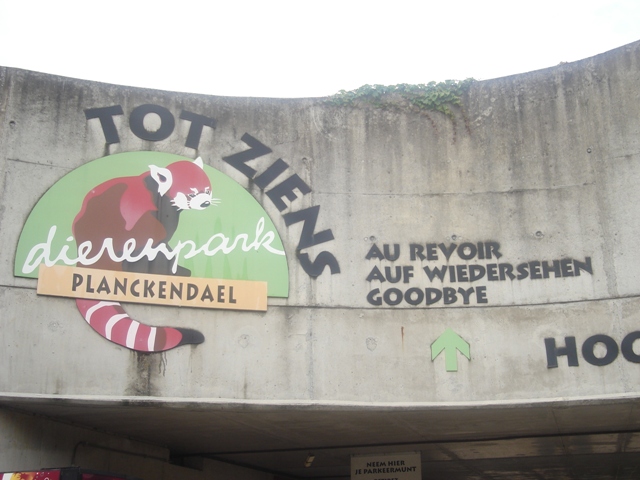 TOT ZIENS
dierenpark
PLANCKENDAEL
AU REVOIR
AUF WIEDERSEHEN
GOODBYE
HOO
NEEM HIER
JE PARKEERMUNT